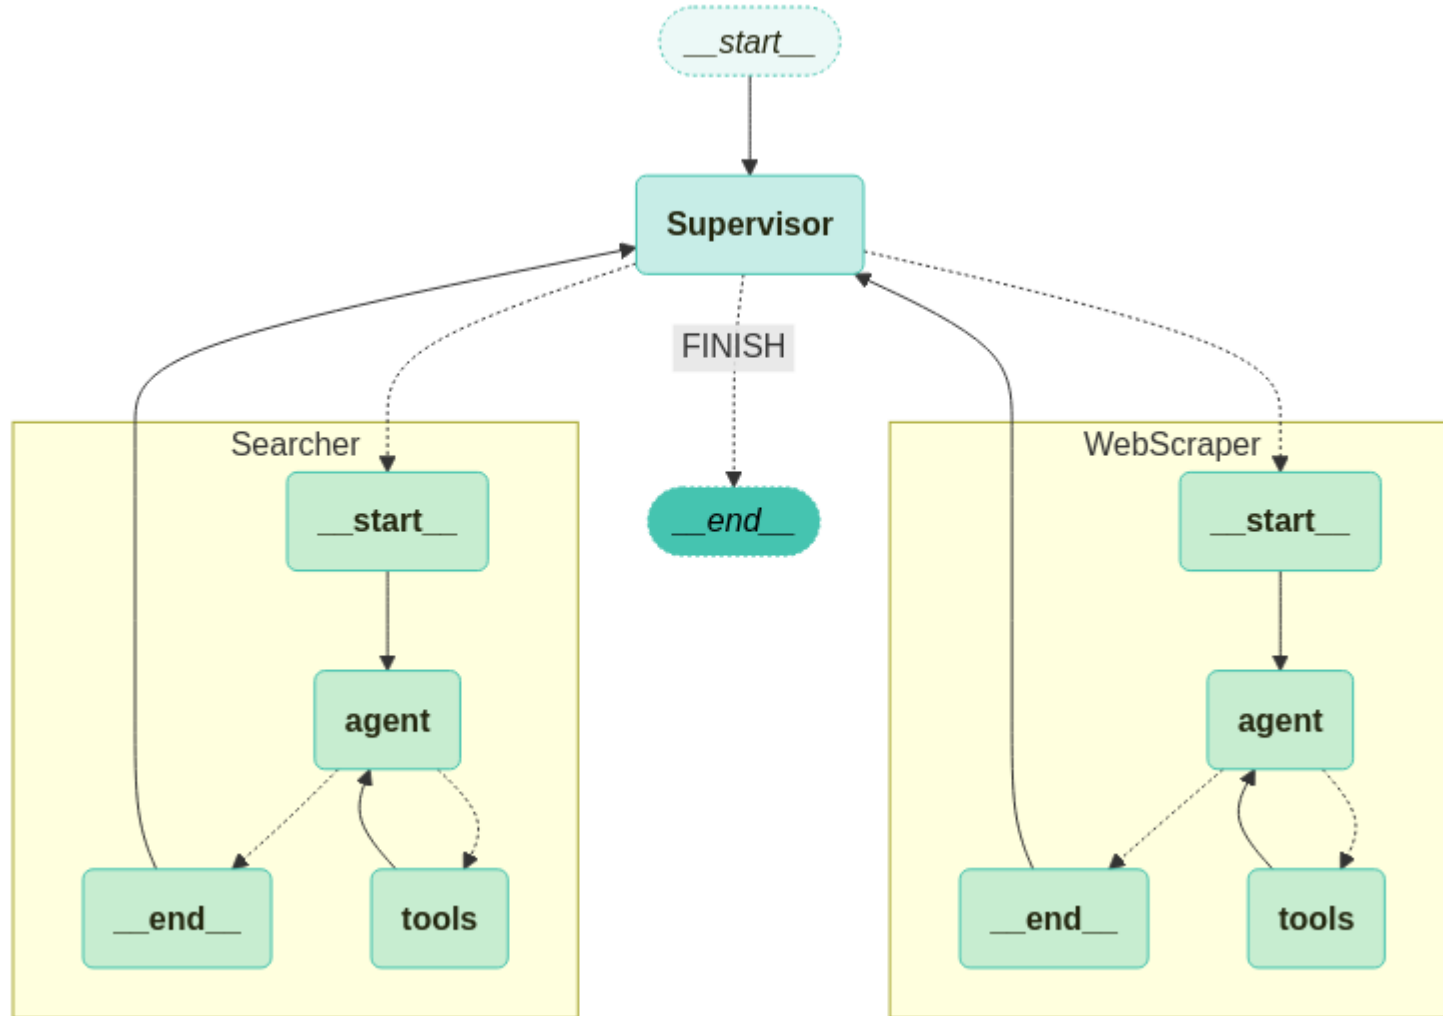 __start__
Supervisor
FINISH
Searcher
WebScraper
__start__
__end__
__start__
agent
agent
__end__
tools
__end__
tools